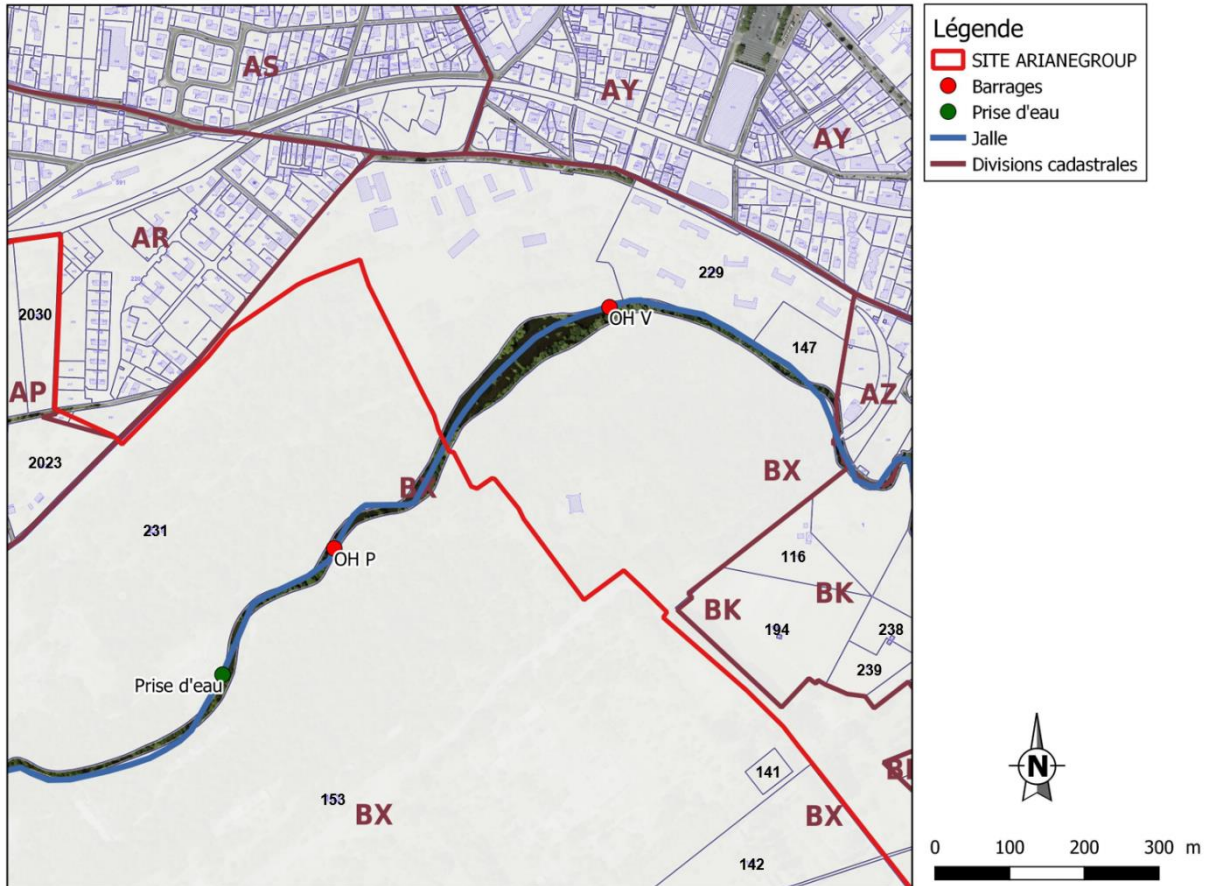 Légende
SITE ARIANEGROUP
Barrages
Prise d'eau
Jalle
Divisions cadastrales
AS
AY
AY
AR
229
2030
OH V
147
AP
AZ
2023
BX
BX
231
OH P
116
BK
BK
194
238
239
Prise d'eau
141
153
BX
BX
142
N
0 100 200 300 m